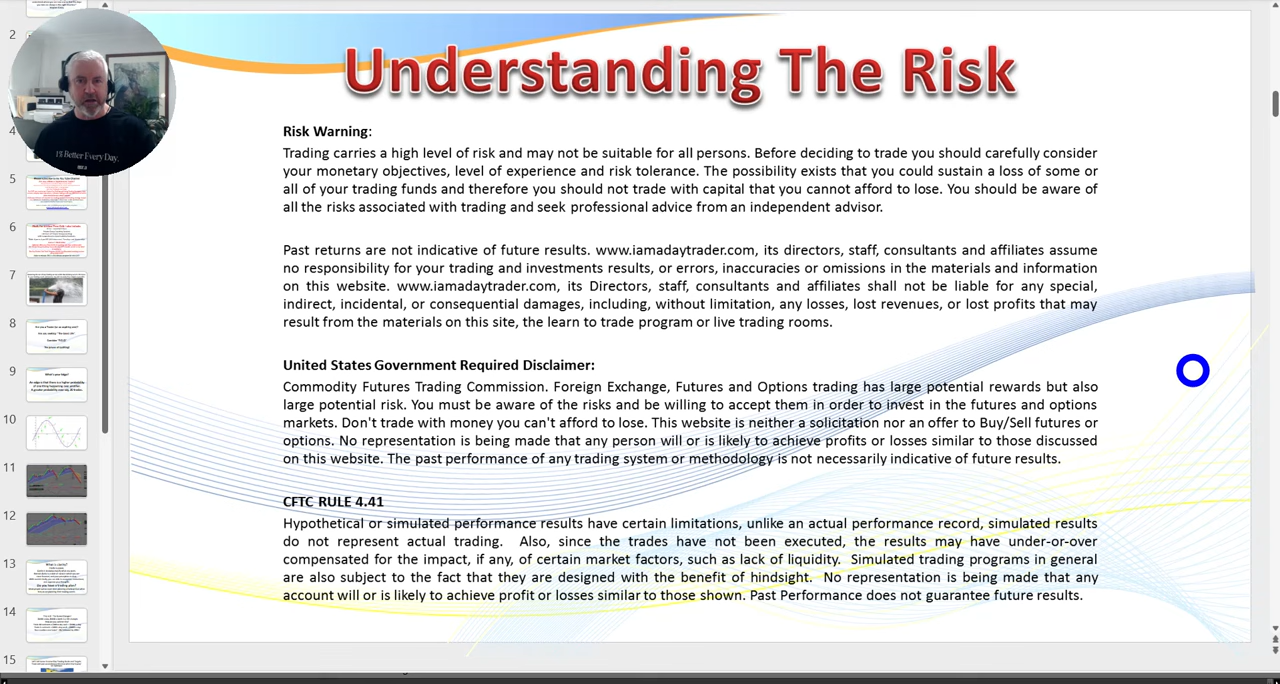 Understanding The Risk
I'll Better Every Day.
Risk Warning:
Trading carries a high level of risk and may not be suitable for all persons. Before deciding to trade you should carefully consider
your monetary objectives, level of experience, and risk tolerance. The possibility exists that you could sustain a loss of some or
all of your trading funds and therefore you should not trade with capital that you cannot afford to lose. You should be aware of
all the risks associated with trading and seek professional advice from an independent advisor.
Past returns are not indicative of future results. www.iamadaytrader.com, its directors, staff, consultants and affiliates assume
no responsibility for your trading and investments results, or errors, inaccuracies or omissions in the materials and information
on this website. www.iamadaytrader.com, its Directors, staff, consultants and affiliates shall not be liable for any special,
indirect, incidental, or consequential damages, including, without limitation, any losses, lost revenues, or lost profits that may
result from the materials on the site, the learn to trade program or live trading rooms.
United States Government Required Disclaimer:
Commodity Futures Trading Commission. Foreign Exchange, Futures and Options trading has large potential rewards but also
large potential risk. You must be aware of the risks and be willing to accept them in order to invest in the futures and options
markets. Don't trade with money you can't afford to lose. This website is neither a solicitation nor an offer to Buy/Sell futures or
options. No representation is being made that any person will or is likely to achieve profits or losses similar to those discussed
on this website. The past performance of any trading system or methodology is not necessarily indicative of future results.
CFTC RULE 4.41
Hypothetical or simulated performance results have certain limitations, unlike an actual performance record, simulated results
do not represent actual trading. Also, since the trades have not been executed, the results may have under-or-over
compensated for the impact, if any, of certain market factors, such as lack of liquidity. Simulated trading programs in general
are also subject to the fact that they are designed with the benefit of hindsight. No representation is being made that any
account will or is likely to achieve profit or losses similar to those shown. Past Performance does not guarantee future results.
2
4
5
6
7
8
9
10
11
12
13
14
15